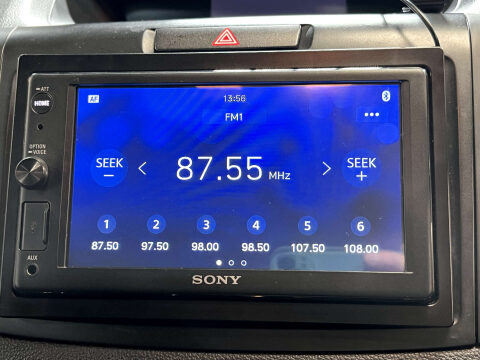 ATT
HOME
AF
13:56
FM1
•••
OPTION
VOICE
SEEK
−
<
87.55 MHz
>
SEEK
+
1 2 3 4 5 6
87.50 97.50 98.00 98.50 107.50 108.00
AUX
SONY